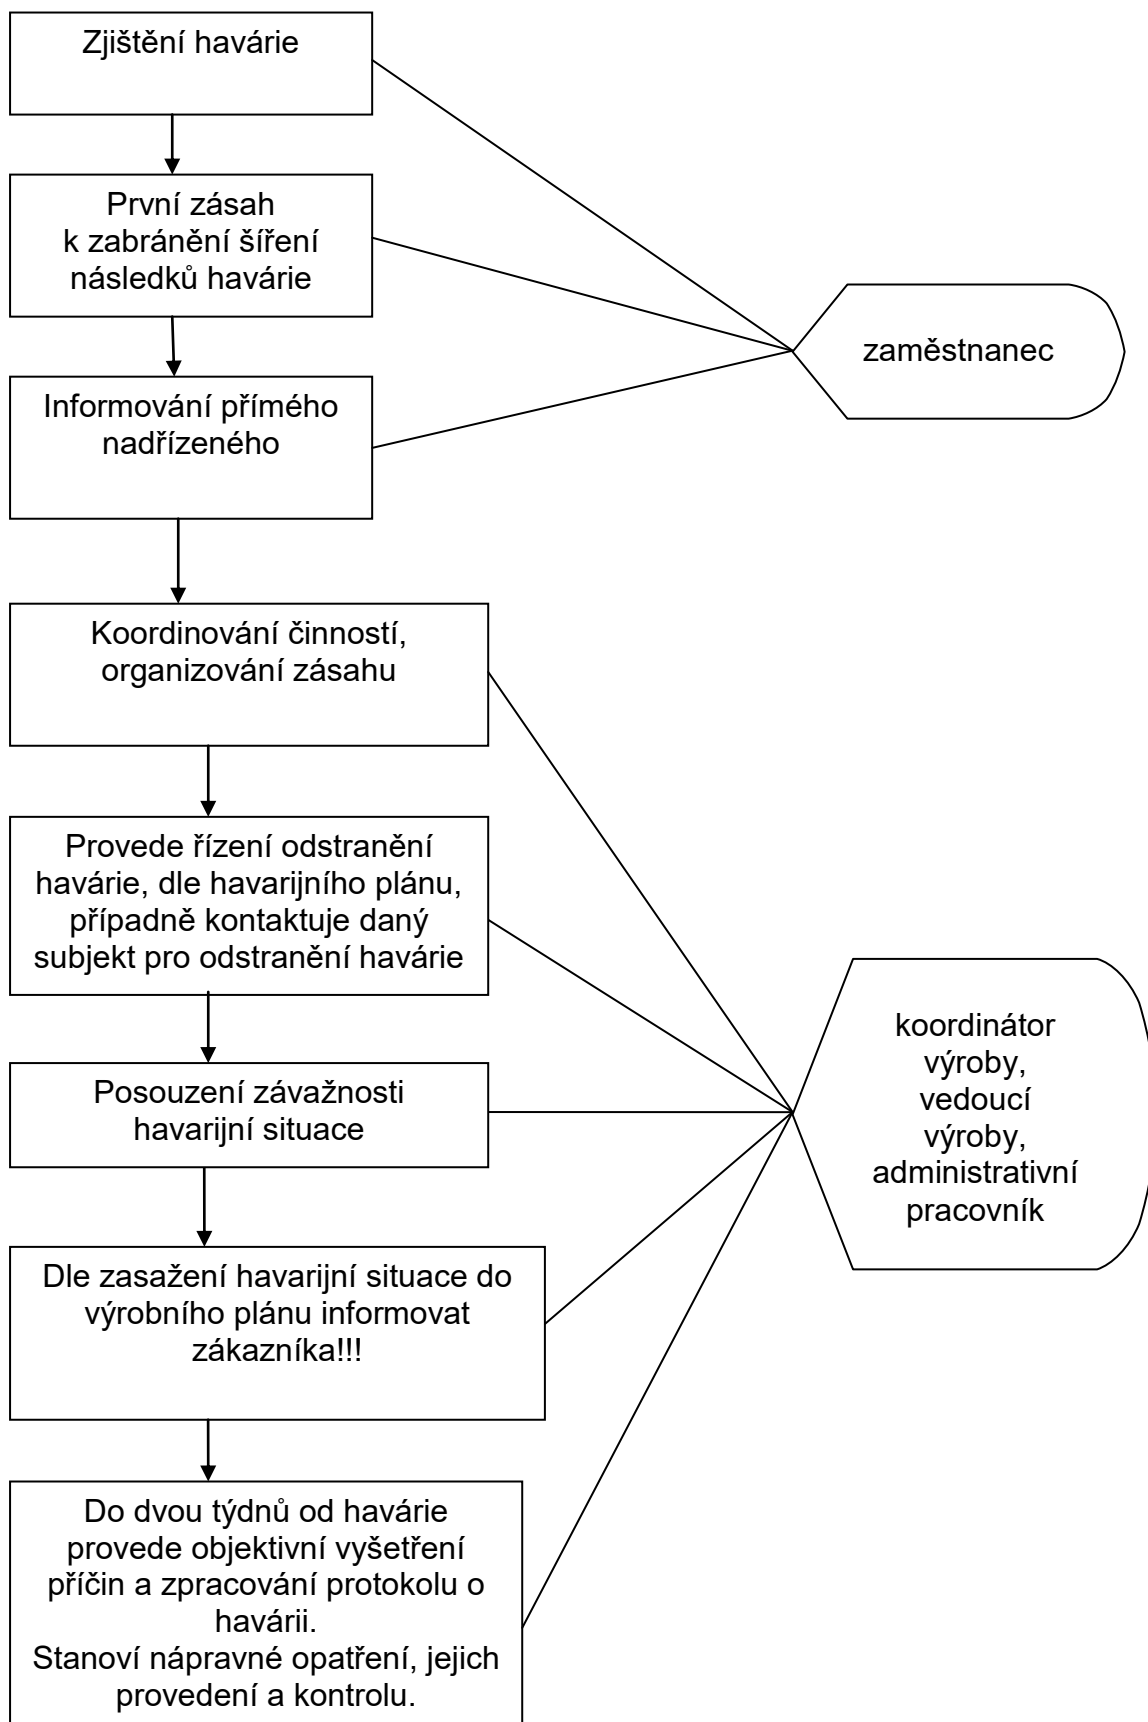 Zjištění havárie
První zásah
k zabránění šíření
následků havárie
zaměstnanec
Informování přímého
nadřízeného
Koordinování činností,
organizování zásahu
Provede řízení odstranění
havárie, dle havarijního plánu,
případně kontaktuje daný
subjekt pro odstranění havárie
koordinátor
výroby,
vedoucí
výroby,
administrativní
pracovník
Posouzení závažnosti
havarijní situace
Dle zasažení havarijní situace do
výrobního plánu informovat
zákazníka!!!
Do dvou týdnů od havárie
provede objektivní vyšetření
příčin a zpracování protokolu o
havárii.
Stanoví nápravné opatření, jejich
provedení a kontrolu.